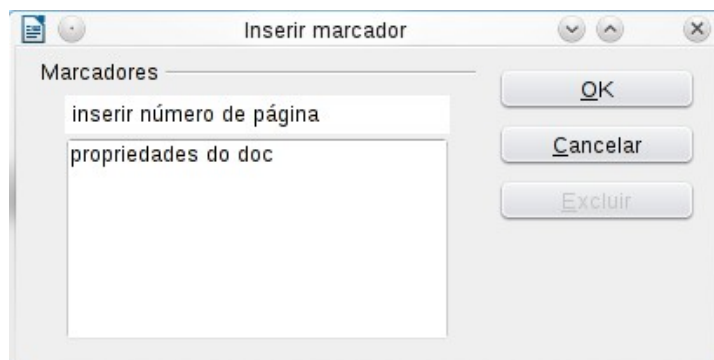 Inserir marcador
Marcadores
inserir número de página
propriedades do doc
OK
Cancelar
Excluir